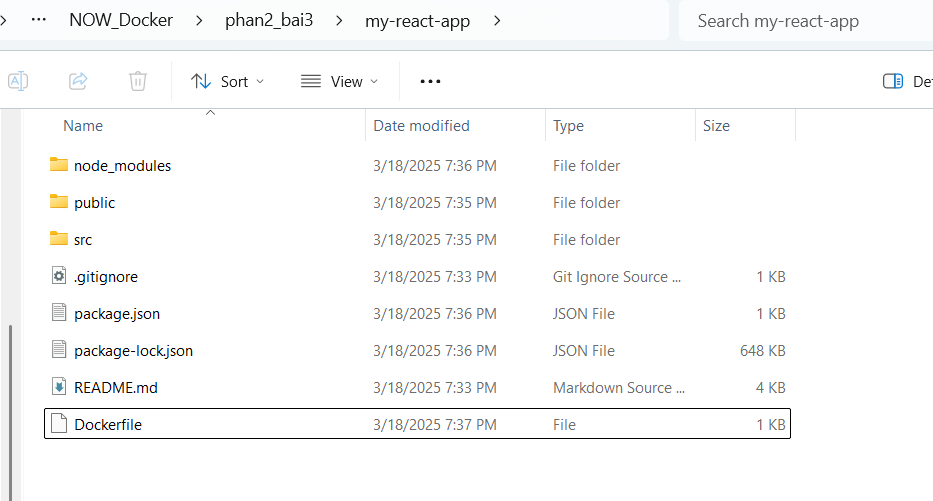 NOW_Docker phan2_bai3 my-react-app Search my-react-app
Sort View
Name Date modified Type Size
node_modules 3/18/2025 7:36 PM File folder
public 3/18/2025 7:35 PM File folder
src 3/18/2025 7:35 PM File folder
.gitignore 3/18/2025 7:33 PM Git Ignore Source ... 1 KB
package.json 3/18/2025 7:36 PM JSON File 1 KB
package-lock.json 3/18/2025 7:36 PM JSON File 648 KB
README.md 3/18/2025 7:33 PM Markdown Source ... 4 KB
Dockerfile 3/18/2025 7:37 PM File 1 KB